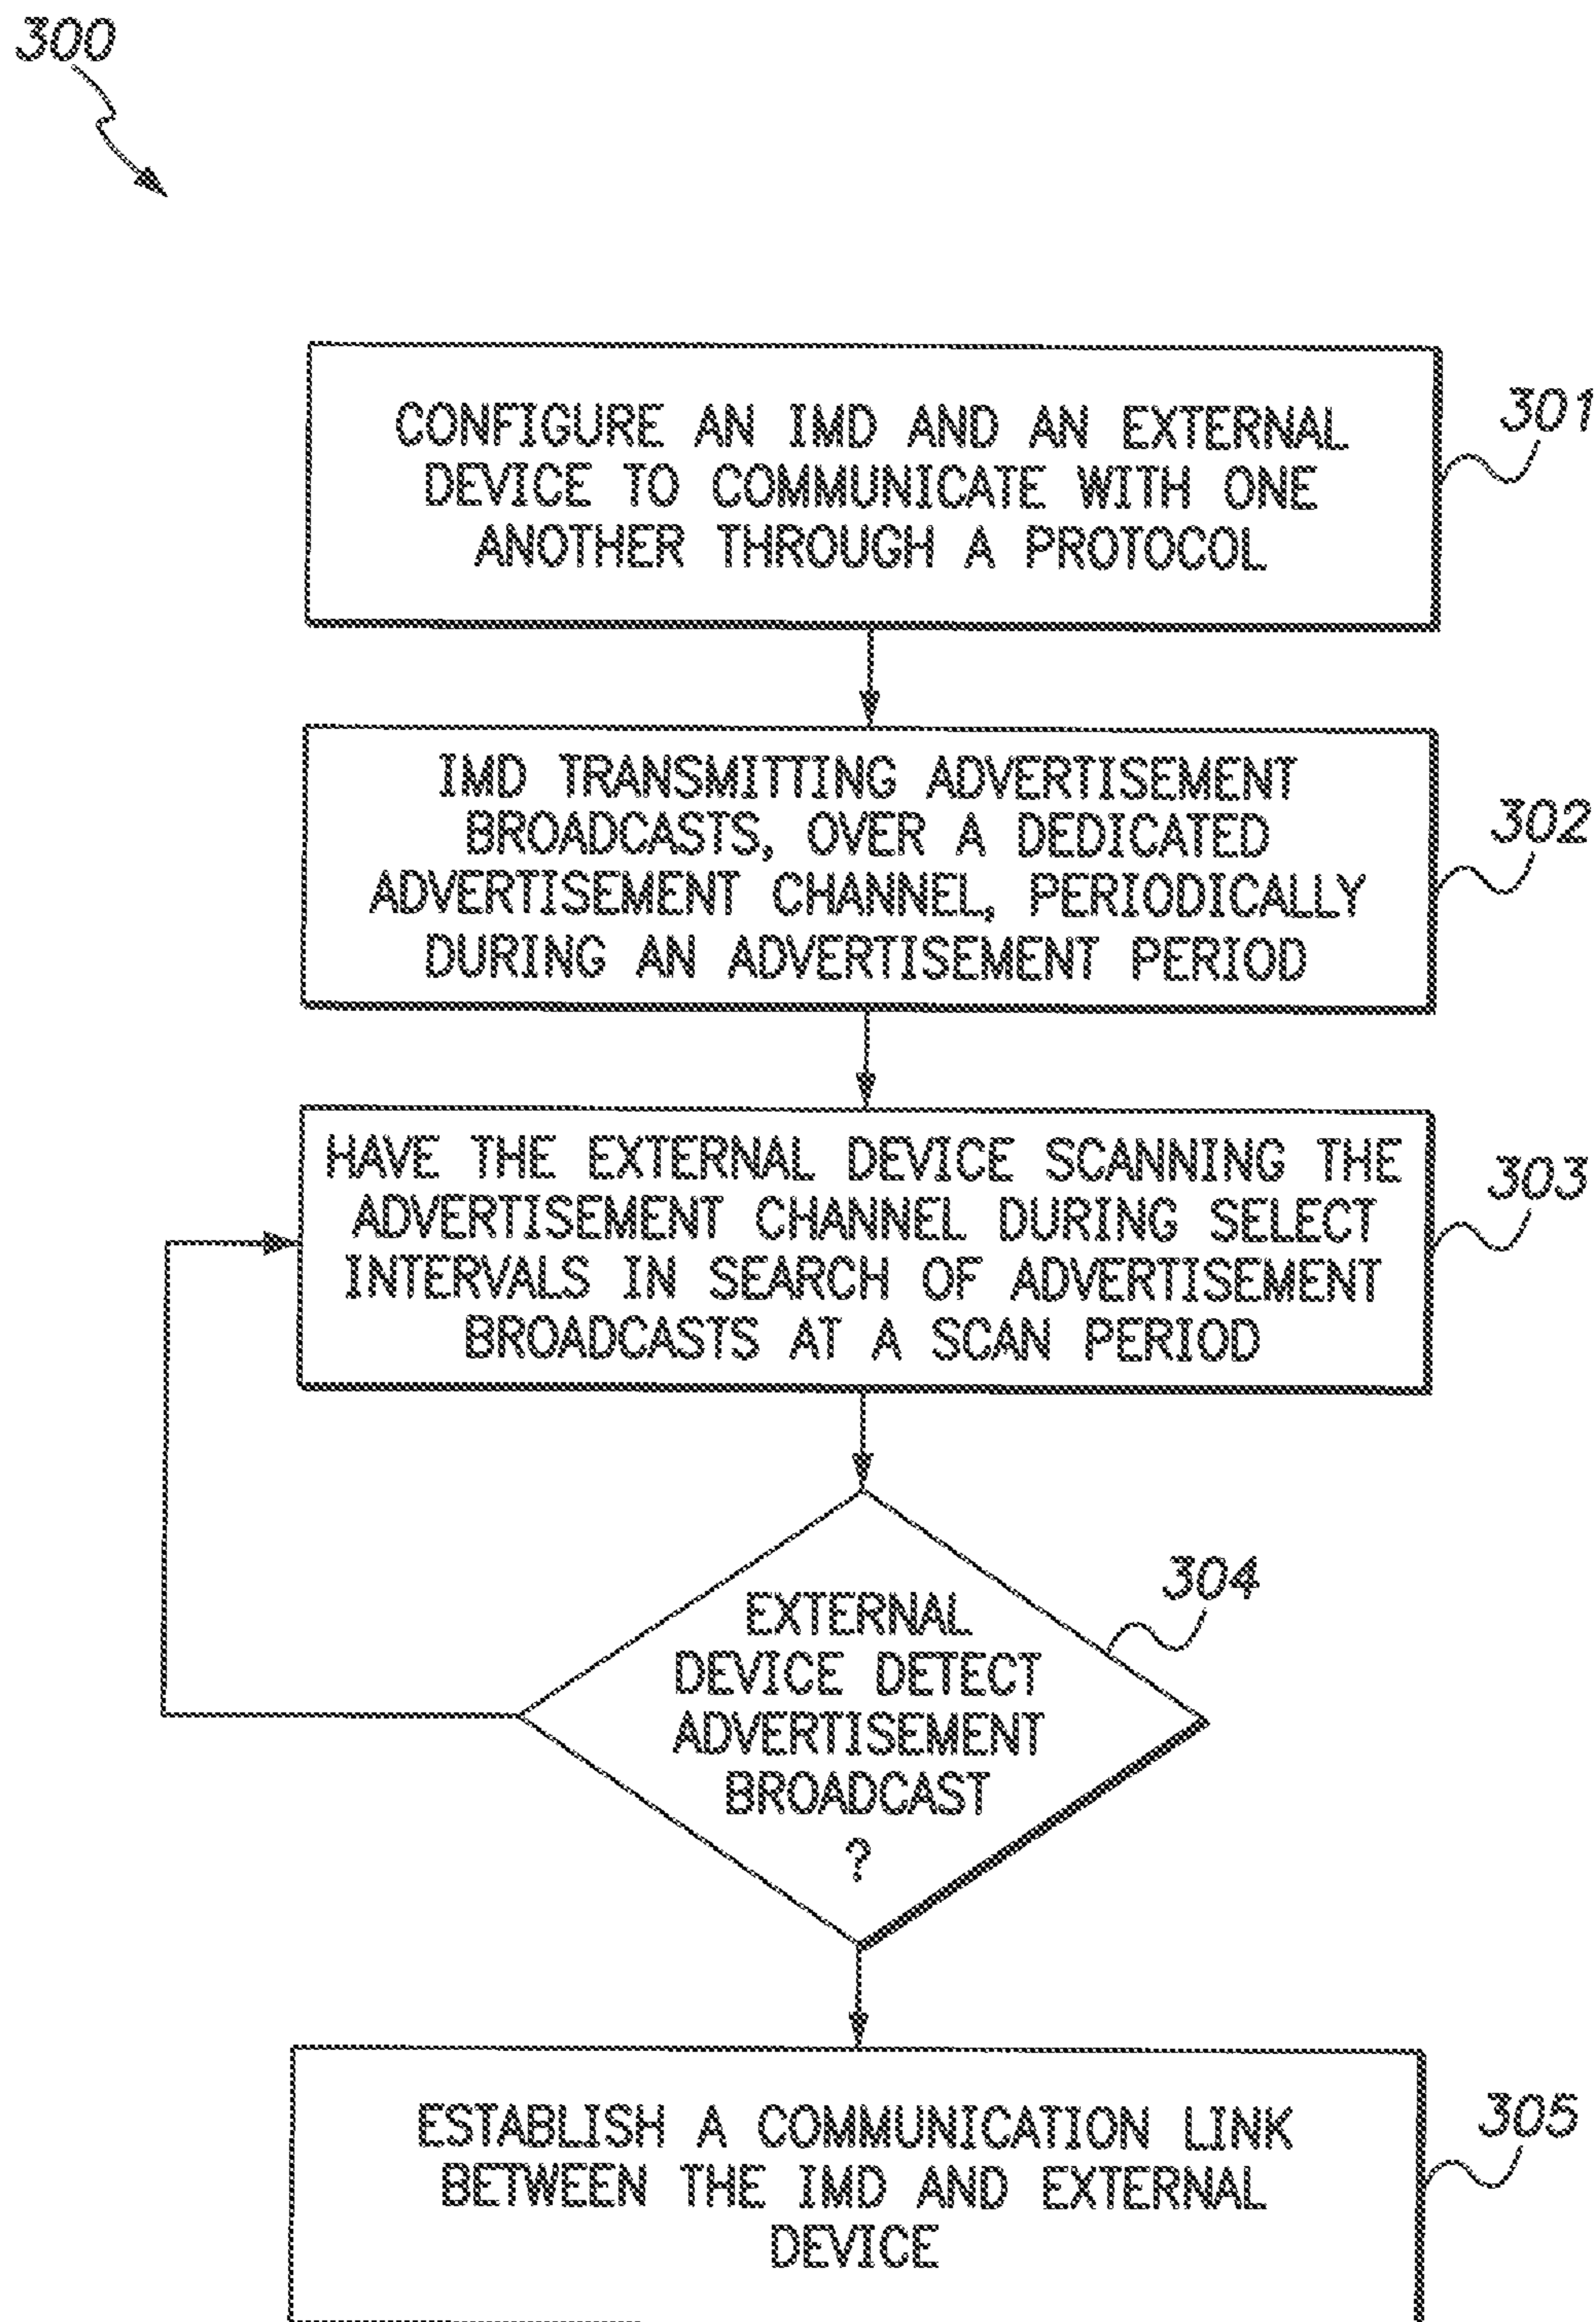 300
CONFIGURE AN IMD AND AN EXTERNAL
DEVICE TO COMMUNICATE WITH ONE
ANOTHER THROUGH A PROTOCOL
301
IMD TRANSMITTING ADVERTISEMENT
BROADCASTS, OVER A DEDICATED
ADVERTISEMENT CHANNEL, PERIODICALLY
DURING AN ADVERTISEMENT PERIOD
302
HAVE THE EXTERNAL DEVICE SCANNING THE
ADVERTISEMENT CHANNEL DURING SELECT
INTERVALS IN SEARCH OF ADVERTISEMENT
BROADCASTS AT A SCAN PERIOD
303
EXTERNAL
DEVICE DETECT
ADVERTISEMENT
BROADCAST
?
304
ESTABLISH A COMMUNICATION LINK
BETWEEN THE IMD AND EXTERNAL
DEVICE
305